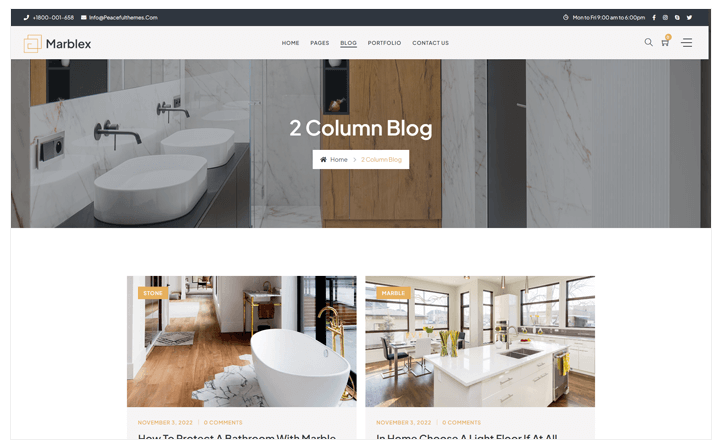 +1800-001-658 Info@Peacefulthemes.Com Mon to Fri 9:00 am to 6:00pm
Marblex HOME PAGES BLOG PORTFOLIO CONTACT US
2 Column Blog
Home 2 Column Blog
STONE MARBLE
NOVEMBER 3, 2022 0 COMMENTS NOVEMBER 3, 2022 0 COMMENTS
How To Protect A Bathroom With Marble In Home Choose A Light Floor If At All